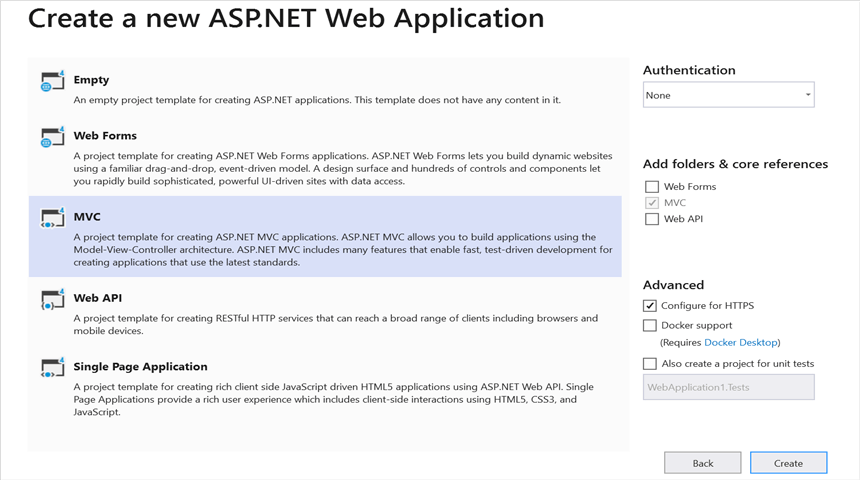 Create a new ASP.NET Web Application
Empty
An empty project template for creating ASP.NET applications. This template does not have any content in it.
Web Forms
A project template for creating ASP.NET Web Forms applications. ASP.NET Web Forms lets you build dynamic websites
using a familiar drag-and-drop, event-driven model. A design surface and hundreds of controls and components let
you rapidly build sophisticated, powerful UI-driven sites with data access.
MVC
A project template for creating ASP.NET MVC applications. ASP.NET MVC allows you to build applications using the
Model-View-Controller architecture. ASP.NET MVC includes many features that enable fast, test-driven development for
creating applications that use the latest standards.
Web API
A project template for creating RESTful HTTP services that can reach a broad range of clients including browsers and
mobile devices.
Single Page Application
A project template for creating rich client side JavaScript driven HTML5 applications using ASP.NET Web API. Single
Page Applications provide a rich user experience which includes client-side interactions using HTML5, CSS3, and
JavaScript.
Authentication
None
Add folders & core references
Web Forms
MVC
Web API
Advanced
Configure for HTTPS
Docker support
(Requires Docker Desktop)
Also create a project for unit tests
WebApplication1.Tests
Back
Create